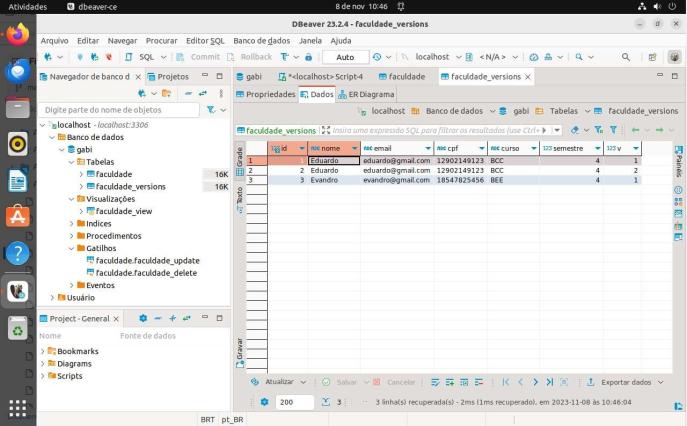 Atividades dbeaver-ce 8 de nov 10:46
DBeaver 23.2.4 - faculdade_versions
Arquivo Editar Navegar Procurar Editor SQL Banco de dados Janela Ajuda
SQL Commit Rollback Auto localhost < N/A >
Navegador de banco d Projetos gabi *<localhost> Script-4 faculdade faculdade_versions
Propriedades Dados ER Diagrama
Digite parte do nome de objetos
localhost Banco de dados gabi Tabelas faculdade_versions
localhost - localhost:3306
faculdade_versions Insira uma expressão SQL para filtrar os resultados (use Ctrl+
Banco de dados
gabi
Tabelas
faculdade 16K
faculdade_versions 16K
Visualizações
faculdade_view
Indices
Procedimentos
Gatilhos
faculdade.faculdade_update
faculdade.faculdade_delete
Eventos
Usuário
Grade
Texto
Gravar
Painéis
id nome email cpf curso 123 semestre 123 v
1 1 Eduardo eduardo@gmail.com 12902149123 BCC 4 1
2 2 Eduardo eduardo@gmail.com 12902149123 BCC 4 2
3 3 Evandro evandro@gmail.com 18547825456 BEE 4 1
Project - General
Nome Fonte de dados
Bookmarks
Diagrams
Scripts
Atualizar Salvar Cancelar Exportar dados
200 3 3 linha(s) recuperada(s) - 2ms (1ms recuperado), em 2023-11-08 às 10:46:04
BRT pt_BR